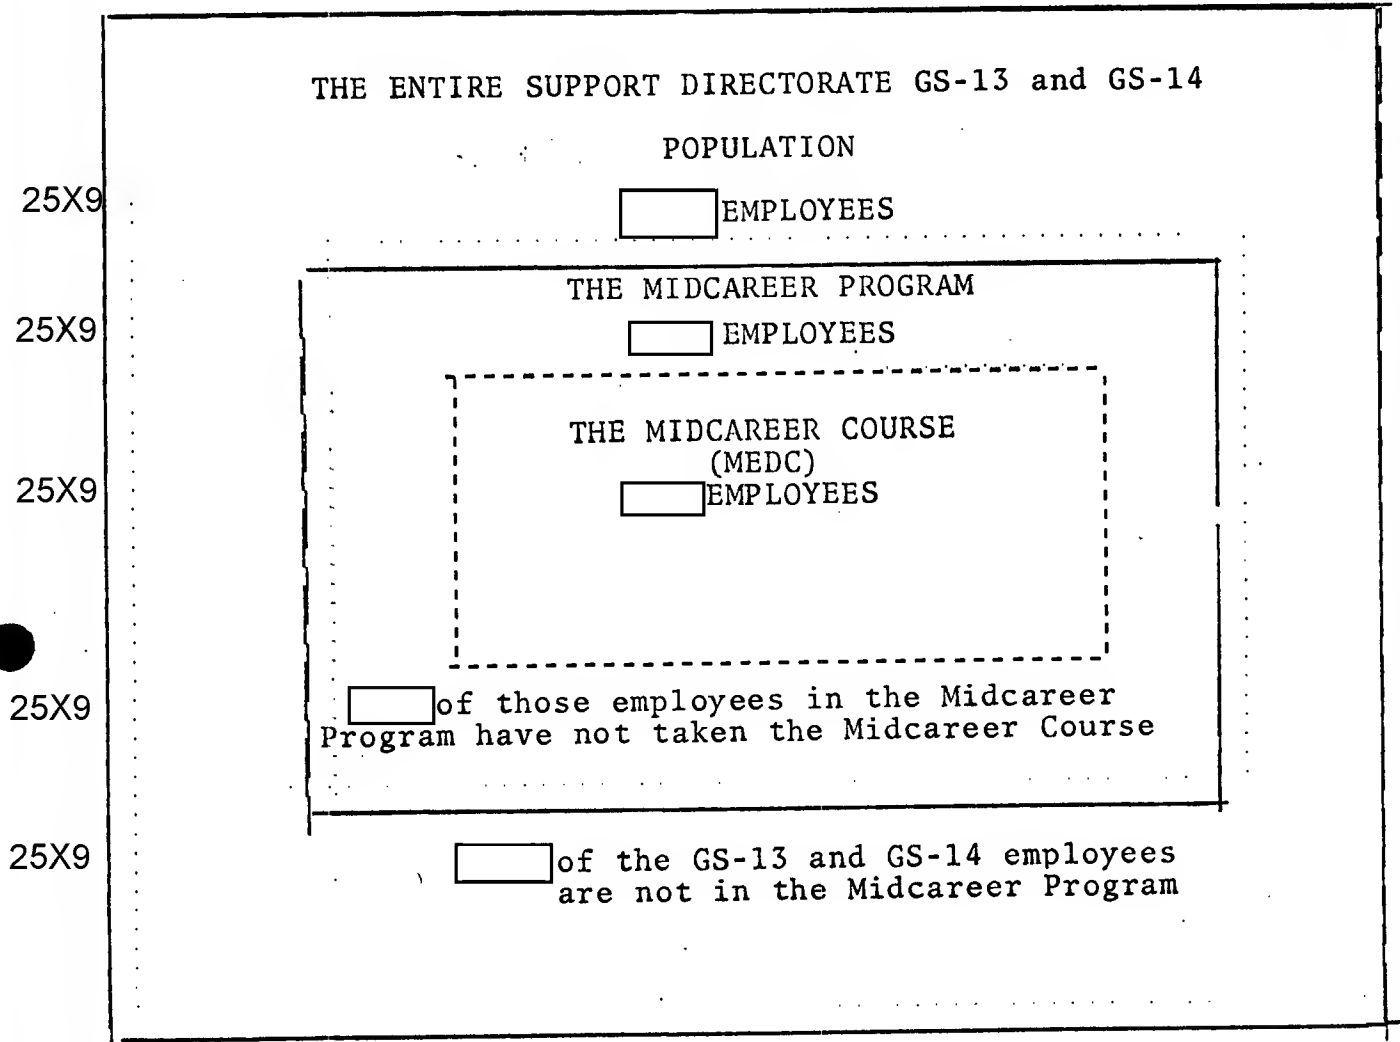 THE ENTIRE SUPPORT DIRECTORATE GS-13 and GS-14
POPULATION
25X9
EMPLOYEES
THE MIDCAREER PROGRAM
25X9
EMPLOYEES
THE MIDCAREER COURSE
(MEDC)
25X9
EMPLOYEES
25X9
of those employees in the Midcareer
Program have not taken the Midcareer Course
25X9
of the GS-13 and GS-14 employees
are not in the Midcareer Program